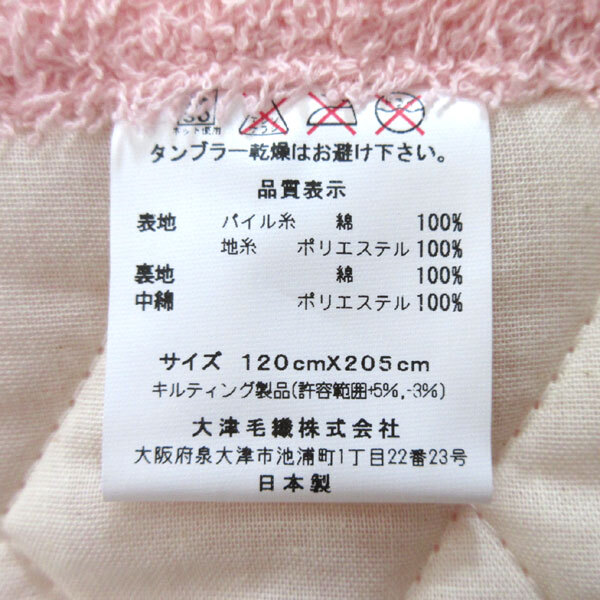 ネット使用
タンブラー乾燥はお避け下さい。
品質表示
表地 パイル糸 綿 100%
地糸 ポリエステル 100%
裏地 綿 100%
中綿 ポリエステル 100%
サイズ 120cmX205cm
キルティング製品(許容範囲+5%,-3%)
大津毛織株式会社
大阪府泉大津市池浦町1丁目22番23号
日本製